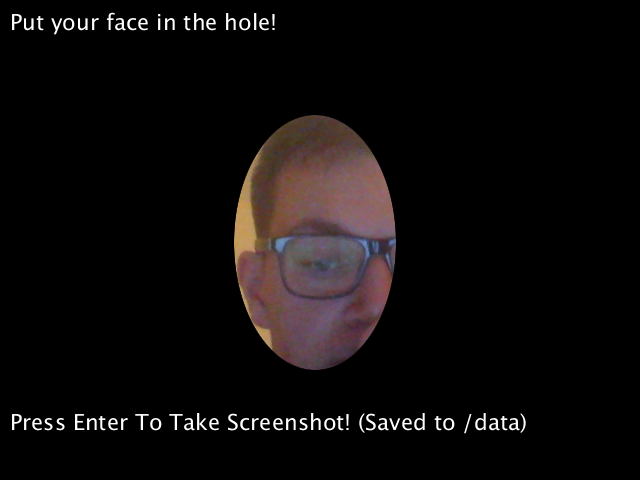 Put your face in the hole!
Press Enter To Take Screenshot! (Saved to /data)